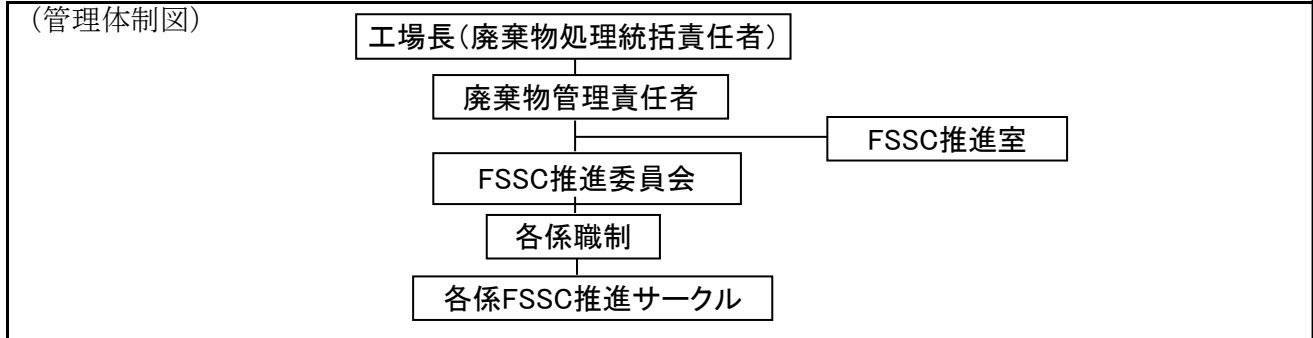 （管理体制図）
工場長（廃棄物処理統括責任者）
廃棄物管理責任者
FSSC推進室
FSSC推進委員会
各係職制
各係FSSC推進サークル